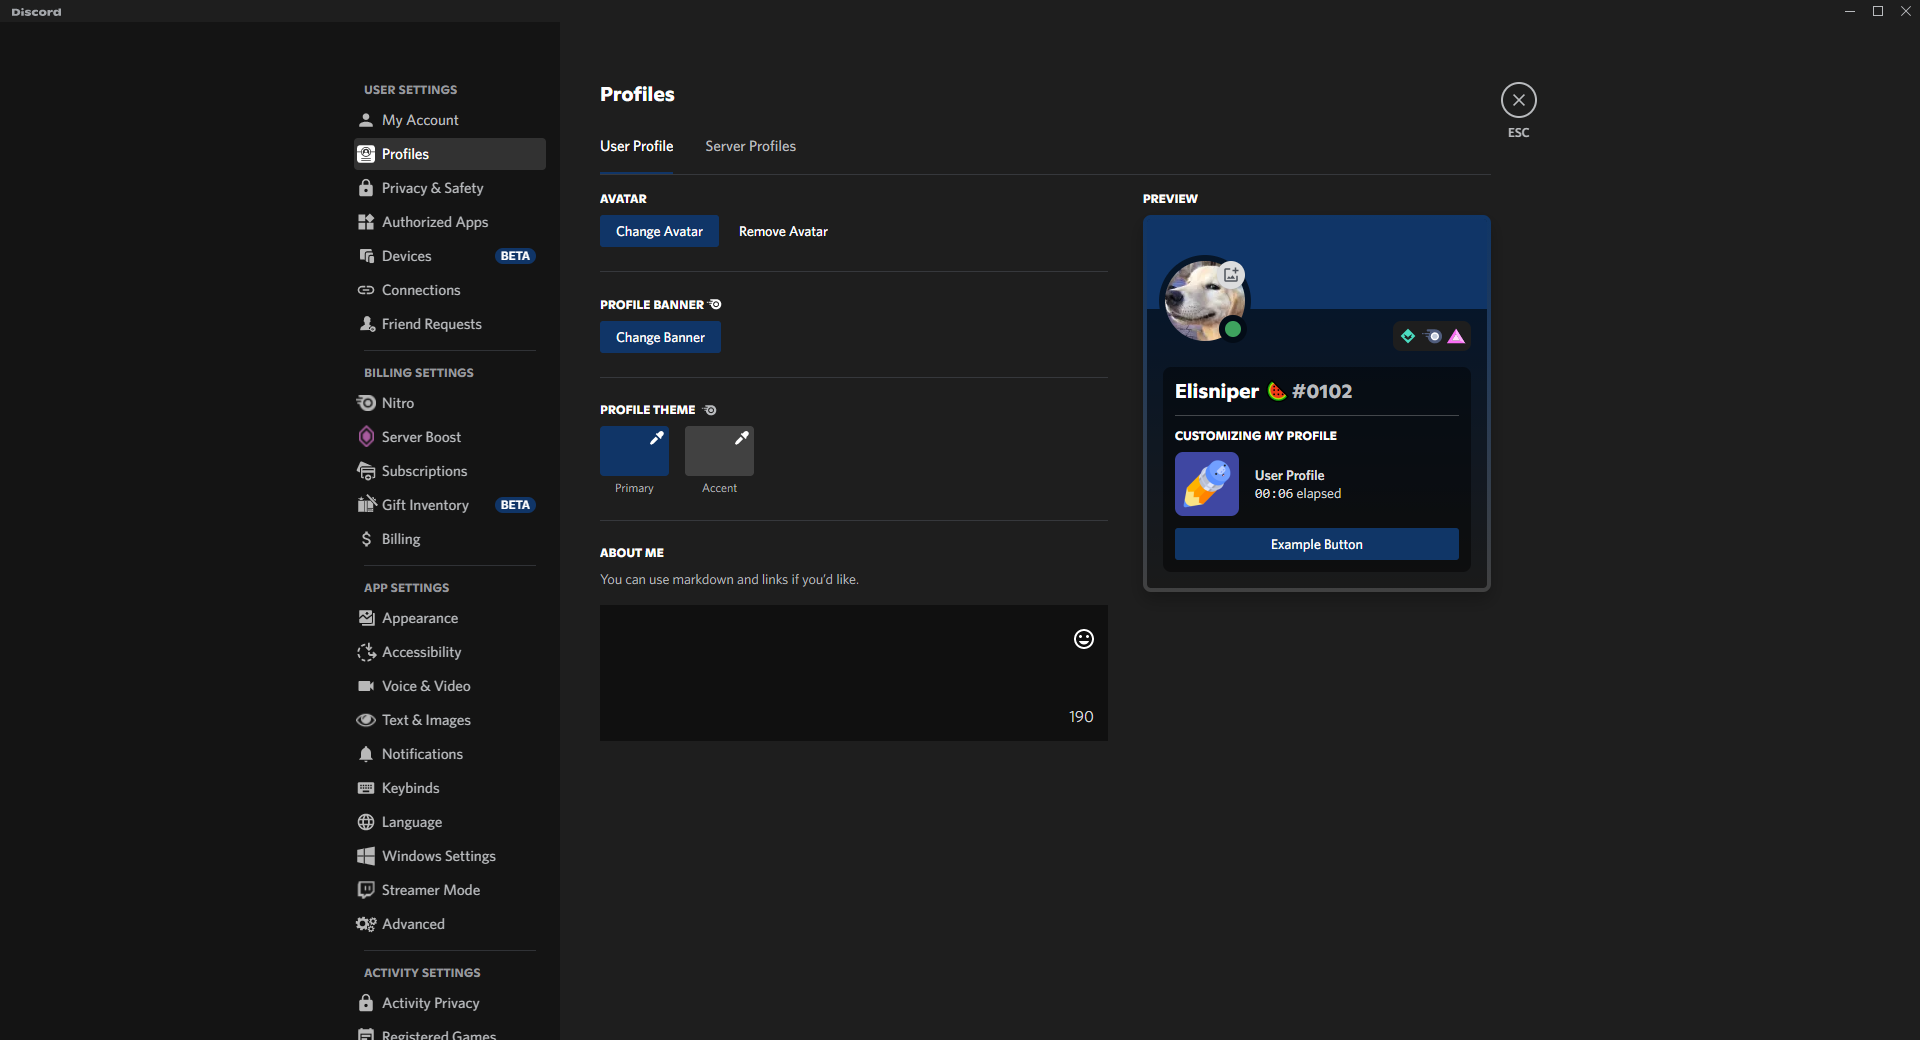 Discord
USER SETTINGS
My Account
Profiles
Privacy & Safety
Authorized Apps
Devices BETA
Connections
Friend Requests
BILLING SETTINGS
Nitro
Server Boost
Subscriptions
Gift Inventory BETA
Billing
APP SETTINGS
Appearance
Accessibility
Voice & Video
Text & Images
Notifications
Keybinds
Language
Windows Settings
Streamer Mode
Advanced
ACTIVITY SETTINGS
Activity Privacy
Registered Games
Profiles
User Profile Server Profiles
AVATAR
Change Avatar Remove Avatar
PROFILE BANNER
Change Banner
PROFILE THEME
Primary Accent
ABOUT ME
You can use markdown and links if you'd like.
190
PREVIEW
Elisniper 🍉 #0102
CUSTOMIZING MY PROFILE
User Profile
00:06 elapsed
Example Button
ESC